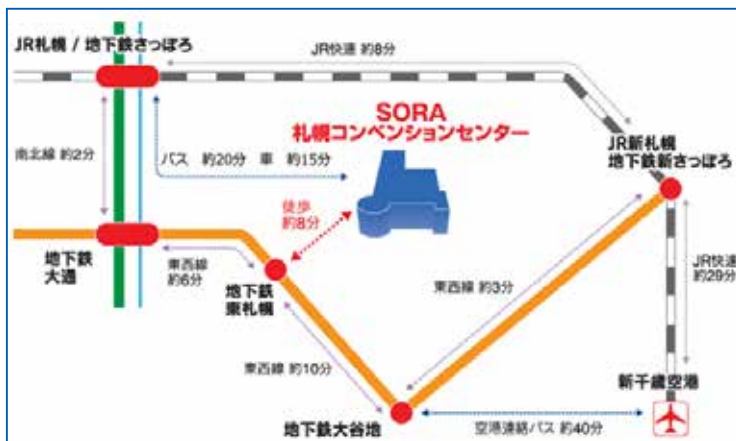 JR札幌 / 地下鉄さっぽろ
JR快速 約8分
SORA
札幌コンベンションセンター
JR新札幌
地下鉄新さっぽろ
南北線 約2分
バス 約20分 車 約15分
徒歩
約8分
地下鉄
大通
東西線
約6分
地下鉄
東札幌
東西線 約3分
JR快速
約29分
東西線 約10分
新千歳空港
地下鉄大谷地
空港連絡バス 約40分